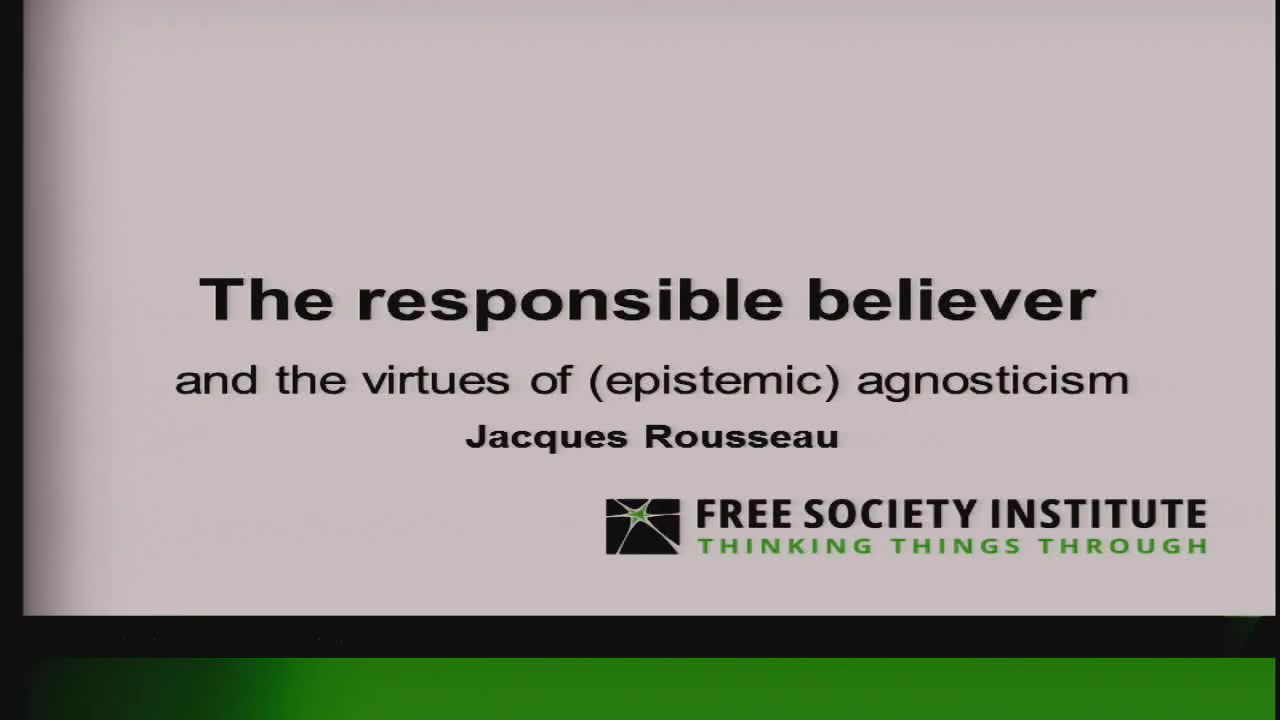 The responsible believer
and the virtues of (epistemic) agnosticism
Jacques Rousseau
FREE SOCIETY INSTITUTE
THINKING THINGS THROUGH